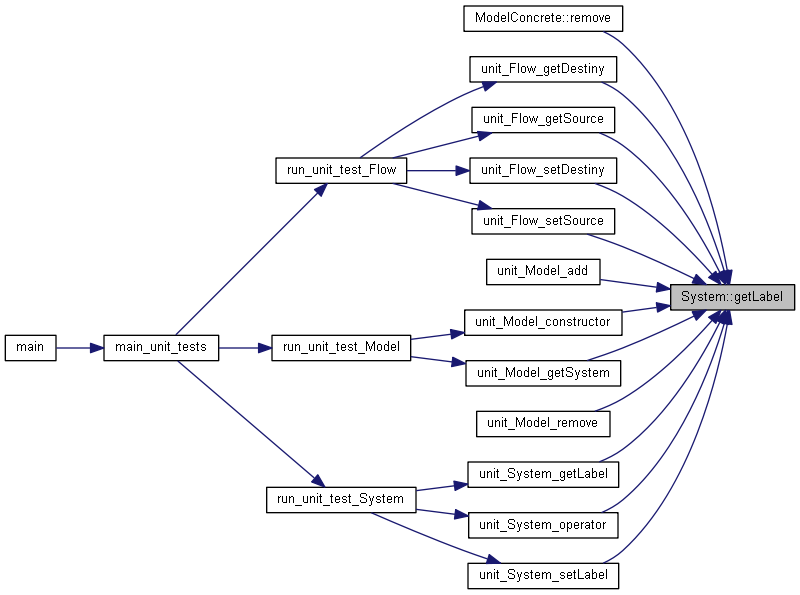 ModelConcrete::remove
unit_Flow_getDestiny
unit_Flow_getSource
run_unit_test_Flow
unit_Flow_setDestiny
unit_Flow_setSource
unit_Model_add
System::getLabel
unit_Model_constructor
main
main_unit_tests
run_unit_test_Model
unit_Model_getSystem
unit_Model_remove
unit_System_getLabel
run_unit_test_System
unit_System_operator
unit_System_setLabel